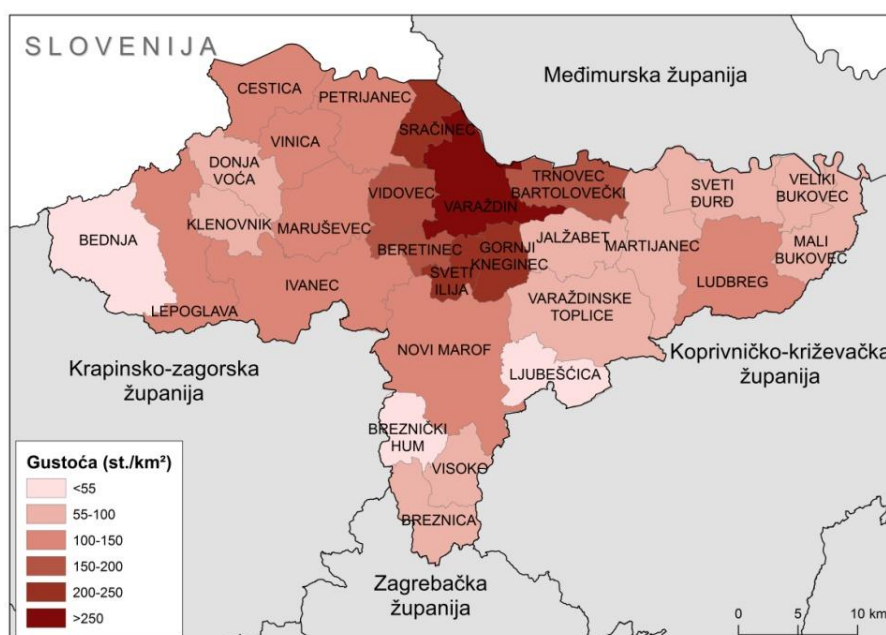 SLOVENIJA
Međimurska županija
CESTICA
PETRIJANEC
SRAČINEC
VINICA
DONJA
VOĆA
VIDOVEC
TRNOVEC
BARTOLOVEČKI
SVETI
ĐURĐ
VELIKI
BUKOVEC
KLENOVNIK
MARUŠEVEC
VARAŽDIN
BEDNJA
BERETINEC
GORNJI
KNEGINEC
JALŽABET
MARTIJANEC
MALI
BUKOVEC
SVETI
ILIJA
LUDBREG
IVANEC
LEPOGLAVA
VARAŽDINSKE
TOPLICE
NOVI MAROF
LJUBEŠĆICA
Krapinsko-zagorska
županija
Koprivničko-križevačka
županija
BREZNIČKI
HUM
VISOKO
BREZNICA
Zagrebačka
županija
Gustoća (st./km²)
<55
55-100
100-150
150-200
200-250
>250
0 5 10 km